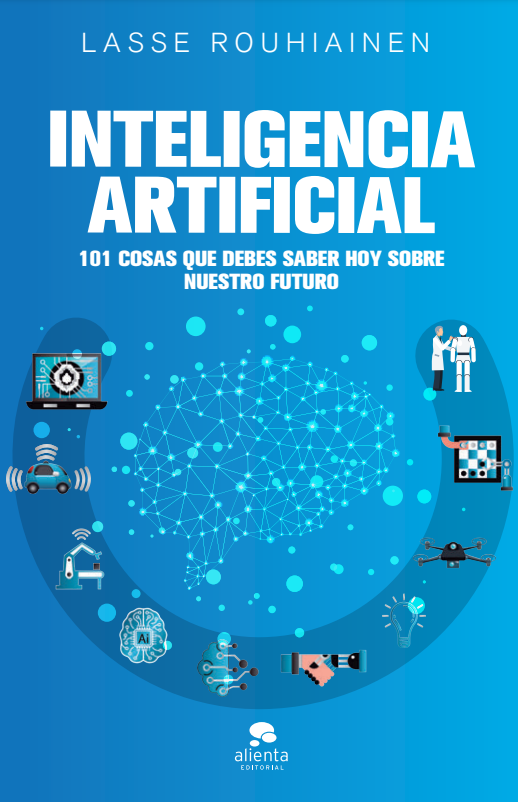 LASSE ROUHIAINEN
INTELIGENCIA
ARTIFICIAL
101 COSAS QUE DEBES SABER HOY SOBRE
NUESTRO FUTURO
Ai
alienta
EDITORIAL